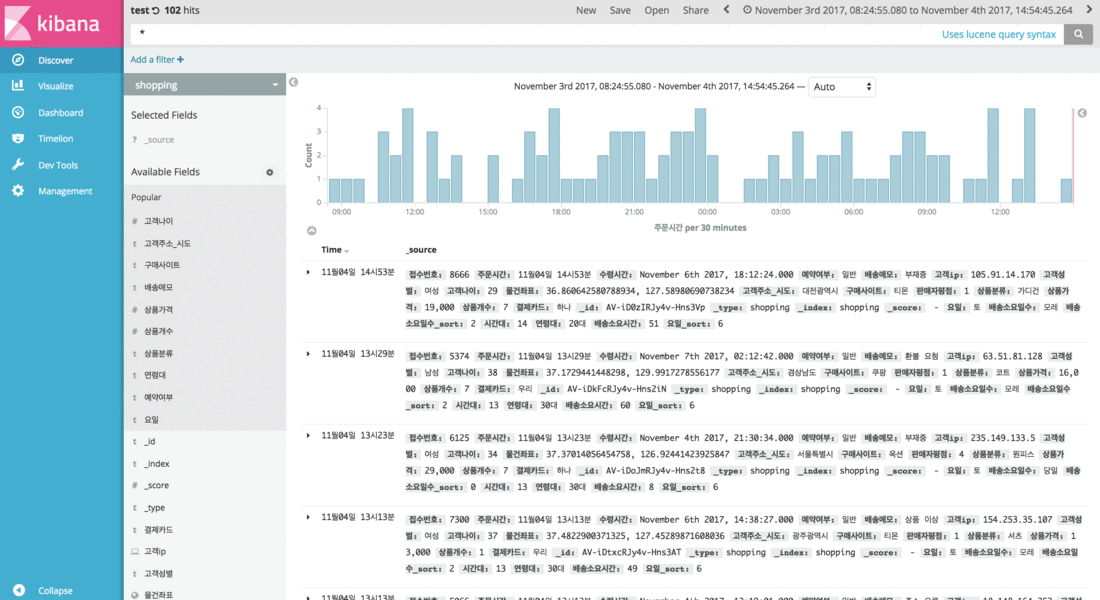 test 102 hits
New Save Open Share November 3rd 2017, 08:24:55.080 to November 4th 2017, 14:54:45.264
kibana
*
Uses lucene query syntax
Add a filter +
Discover
Visualize
Dashboard
Timelion
Dev Tools
Management
Collapse
shopping
Selected Fields
? _source
Available Fields
Popular
# 고객나이
t 고객주소_시도
t 구매사이트
t 배송메모
# 상품가격
# 상품개수
t 상품분류
t 연령대
t 예약여부
t 요일
t _id
t _index
# _score
t _type
t 결제카드
고객ip
t 고객성별
물건좌표
November 3rd 2017, 08:24:55.080 - November 4th 2017, 14:54:45.264 — Auto
Count
4
3
2
1
0
09:00 12:00 15:00 18:00 21:00 00:00 03:00 06:00 09:00 12:00
주문시간 per 30 minutes
Time _source
11월04일 14시53분
접수번호: 8666 주문시간: 11월04일 14시53분 수령시간: November 6th 2017, 18:12:24.000 예약여부: 일반 배송메모: 부재중 고객ip: 105.91.14.170 고객성
별: 여성 고객나이: 29 물건좌표: 36.860642580788934, 127.58980690738234 고객주소_시도: 대전광역시 구매사이트: 티몬 판매자평점: 1 상품분류: 가디건 상품가
격: 19,000 상품개수: 7 결제카드: 하나 _id: AV-iD0zIRJy4v-Hns3Vp _type: shopping _index: shopping _score: - 요일: 토 배송소요일수: 모레 배송
소요일수_sort: 2 시간대: 14 연령대: 20대 배송소요시간: 51 요일_sort: 6
11월04일 13시29분
접수번호: 5374 주문시간: 11월04일 13시29분 수령시간: November 7th 2017, 02:12:42.000 예약여부: 일반 배송메모: 환불 요청 고객ip: 63.51.81.128 고객성
별: 남성 고객나이: 38 물건좌표: 37.1729441448298, 129.9917278556177 고객주소_시도: 경상남도 구매사이트: 쿠팡 판매자평점: 1 상품분류: 코트 상품가격: 16,0
00 상품개수: 7 결제카드: 우리 _id: AV-iDkFcRJy4v-Hns2iN _type: shopping _index: shopping _score: - 요일: 토 배송소요일수: 모레 배송소요일수
_sort: 2 시간대: 13 연령대: 30대 배송소요시간: 60 요일_sort: 6
11월04일 13시23분
접수번호: 6125 주문시간: 11월04일 13시23분 수령시간: November 4th 2017, 21:30:34.000 예약여부: 일반 배송메모: 부재중 고객ip: 235.149.133.5 고객성
별: 여성 고객나이: 34 물건좌표: 37.37014056454758, 126.92441423925847 고객주소_시도: 서울특별시 구매사이트: 옥션 판매자평점: 4 상품분류: 원피스 상품가
격: 29,000 상품개수: 7 결제카드: 하나 _id: AV-iDoJmRJy4v-Hns2t8 _type: shopping _index: shopping _score: - 요일: 토 배송소요일수: 당일 배송
소요일수_sort: 0 시간대: 13 연령대: 30대 배송소요시간: 8 요일_sort: 6
11월04일 13시13분
접수번호: 7300 주문시간: 11월04일 13시13분 수령시간: November 6th 2017, 14:38:27.000 예약여부: 일반 배송메모: 상품 이상 고객ip: 154.253.35.107 고객성
별: 여성 고객나이: 37 물건좌표: 37.4822900371325, 127.45289871608036 고객주소_시도: 광주광역시 구매사이트: 티몬 판매자평점: 1 상품분류: 셔츠 상품가격: 1
3,000 상품개수: 1 결제카드: 우리 _id: AV-iDtxcRJy4v-Hns3AT _type: shopping _index: shopping _score: - 요일: 토 배송소요일수: 모레 배송소요일
수_sort: 2 시간대: 13 연령대: 30대 배송소요시간: 49 요일_sort: 6